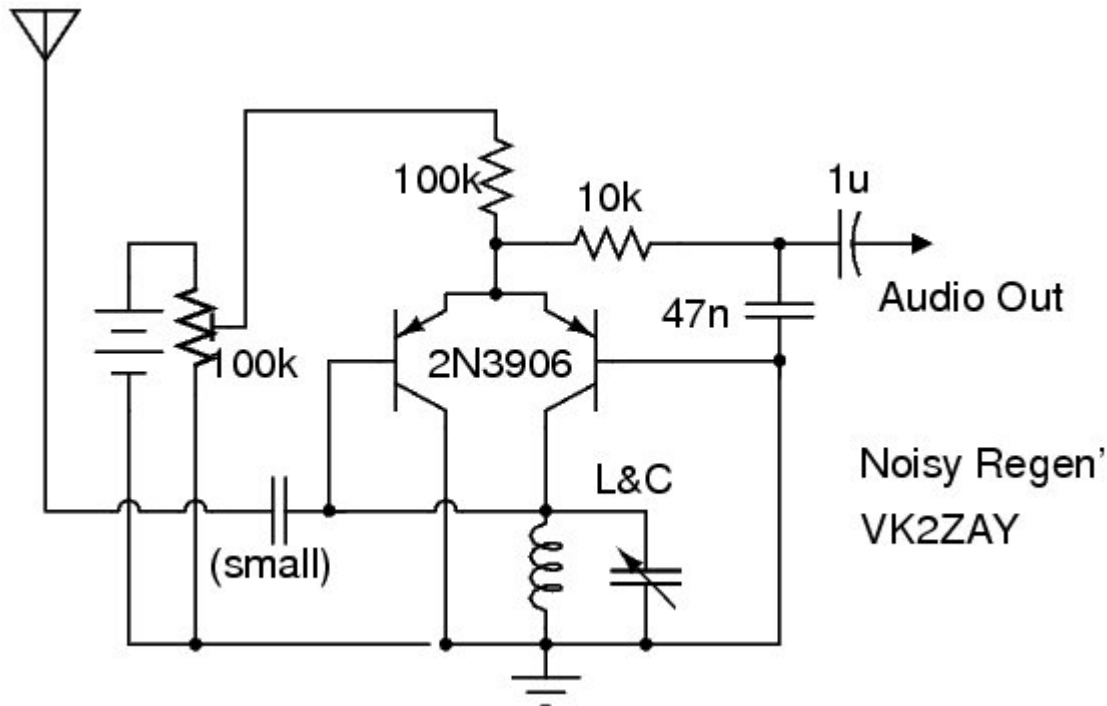 100k
10k
1u
Audio Out
47n
2N3906
100k
L&C
Noisy Regen'
VK2ZAY
(small)